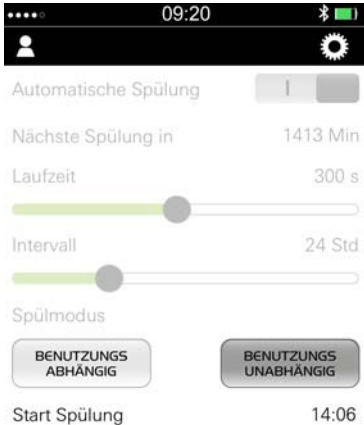 09:20
Automatische Spülung
Nächste Spülung in 1413 Min
Laufzeit 300 s
Intervall 24 Std
Spülmodus
BENUTZUNGS ABHÄNGIG
BENUTZUNGS UNABHÄNGIG
Start Spülung 14:06